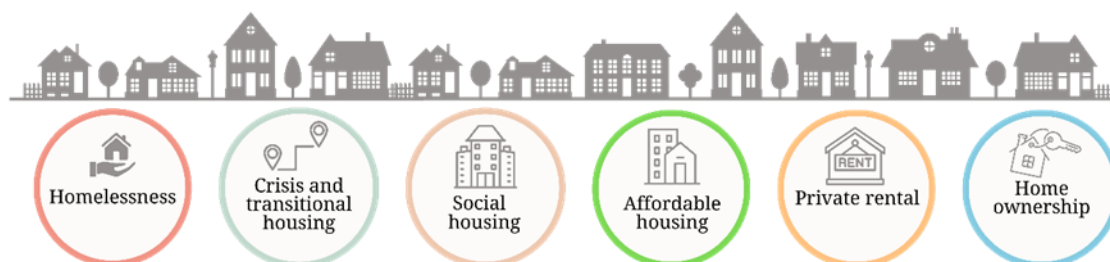 Homelessness
Crisis and
transitional
housing
Social
housing
Affordable
housing
RENT
Private rental
Home
ownership